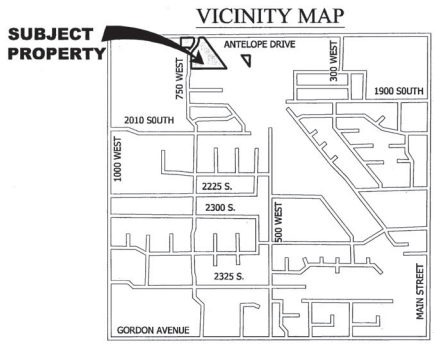 VICINITY MAP
SUBJECT
PROPERTY
ANTELOPE DRIVE
750 WEST
300 WEST
1900 SOUTH
2010 SOUTH
1000 WEST
2225 S.
2300 S.
500 WEST
2325 S.
MAIN STREET
GORDON AVENUE